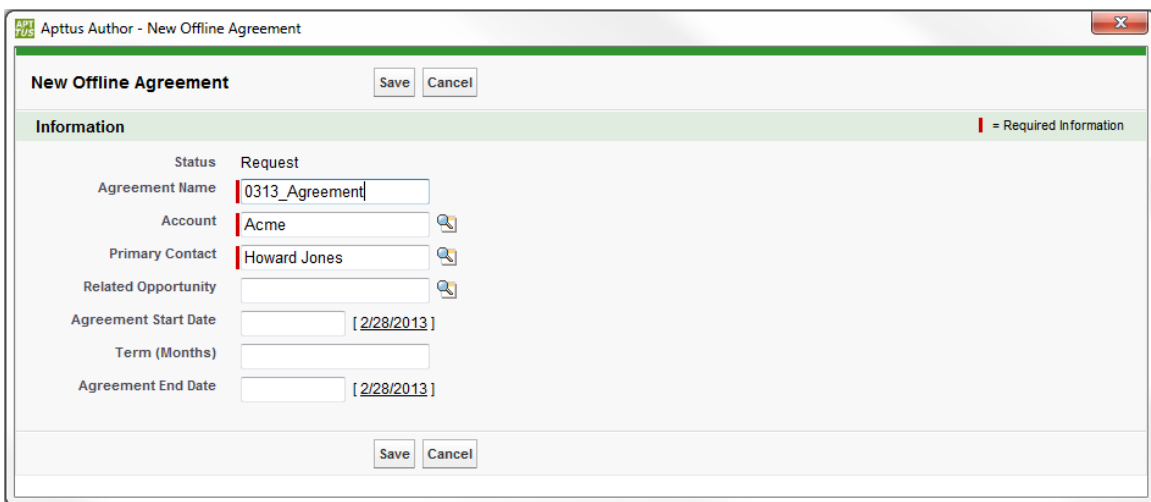 APT TUS Apttus Author - New Offline Agreement X
New Offline Agreement Save Cancel
Information = Required Information
Status Request
Agreement Name 0313_Agreement
Account Acme
Primary Contact Howard Jones
Related Opportunity
Agreement Start Date [ 2/28/2013 ]
Term (Months)
Agreement End Date [ 2/28/2013 ]
Save Cancel